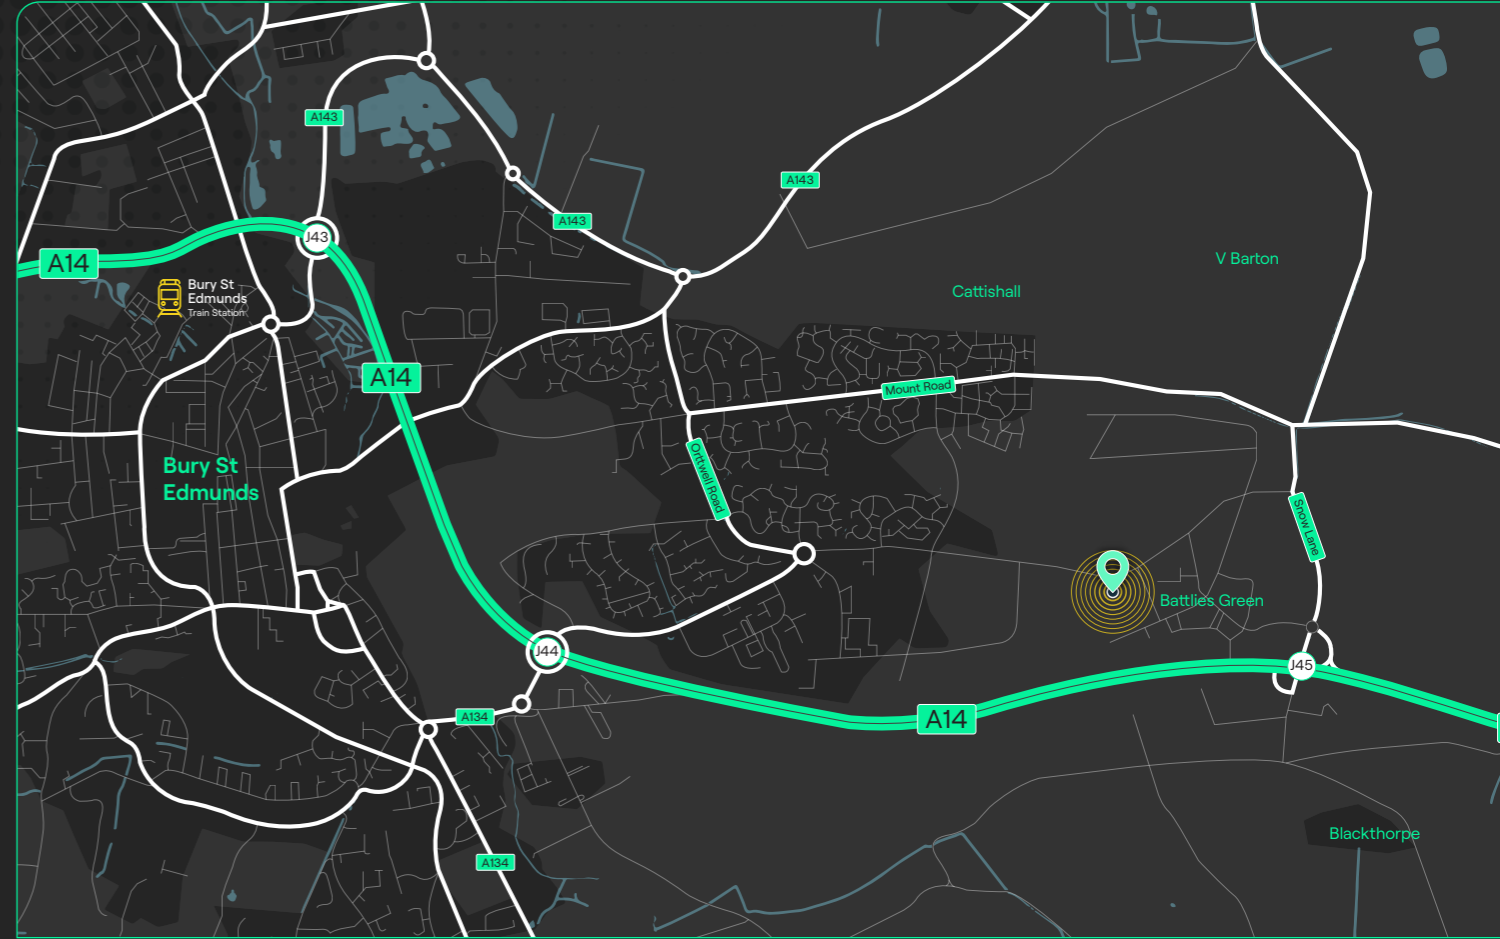 A143
A143
A143
J43
A14
V Barton
Bury St
Edmunds
Train Station
Cattishall
A14
Mount Road
Bury St
Edmunds
Orttwell Road
Snow Lane
Battlies Green
J44
J45
A134
A14
Blackthorpe
A134